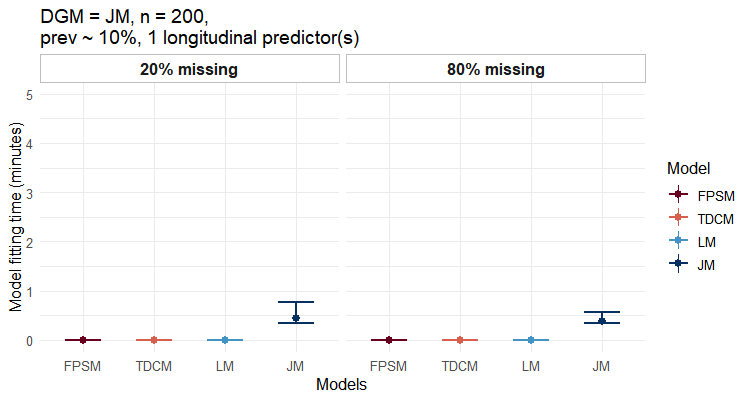 DGM = JM, n = 200,
prev ~ 10%, 1 longitudinal predictor(s)
20% missing
80% missing
Model fitting time (minutes)
5
4
3
2
1
0
FPSM
TDCM
LM
JM
FPSM
TDCM
LM
JM
Models
Model
FPSM
TDCM
LM
JM